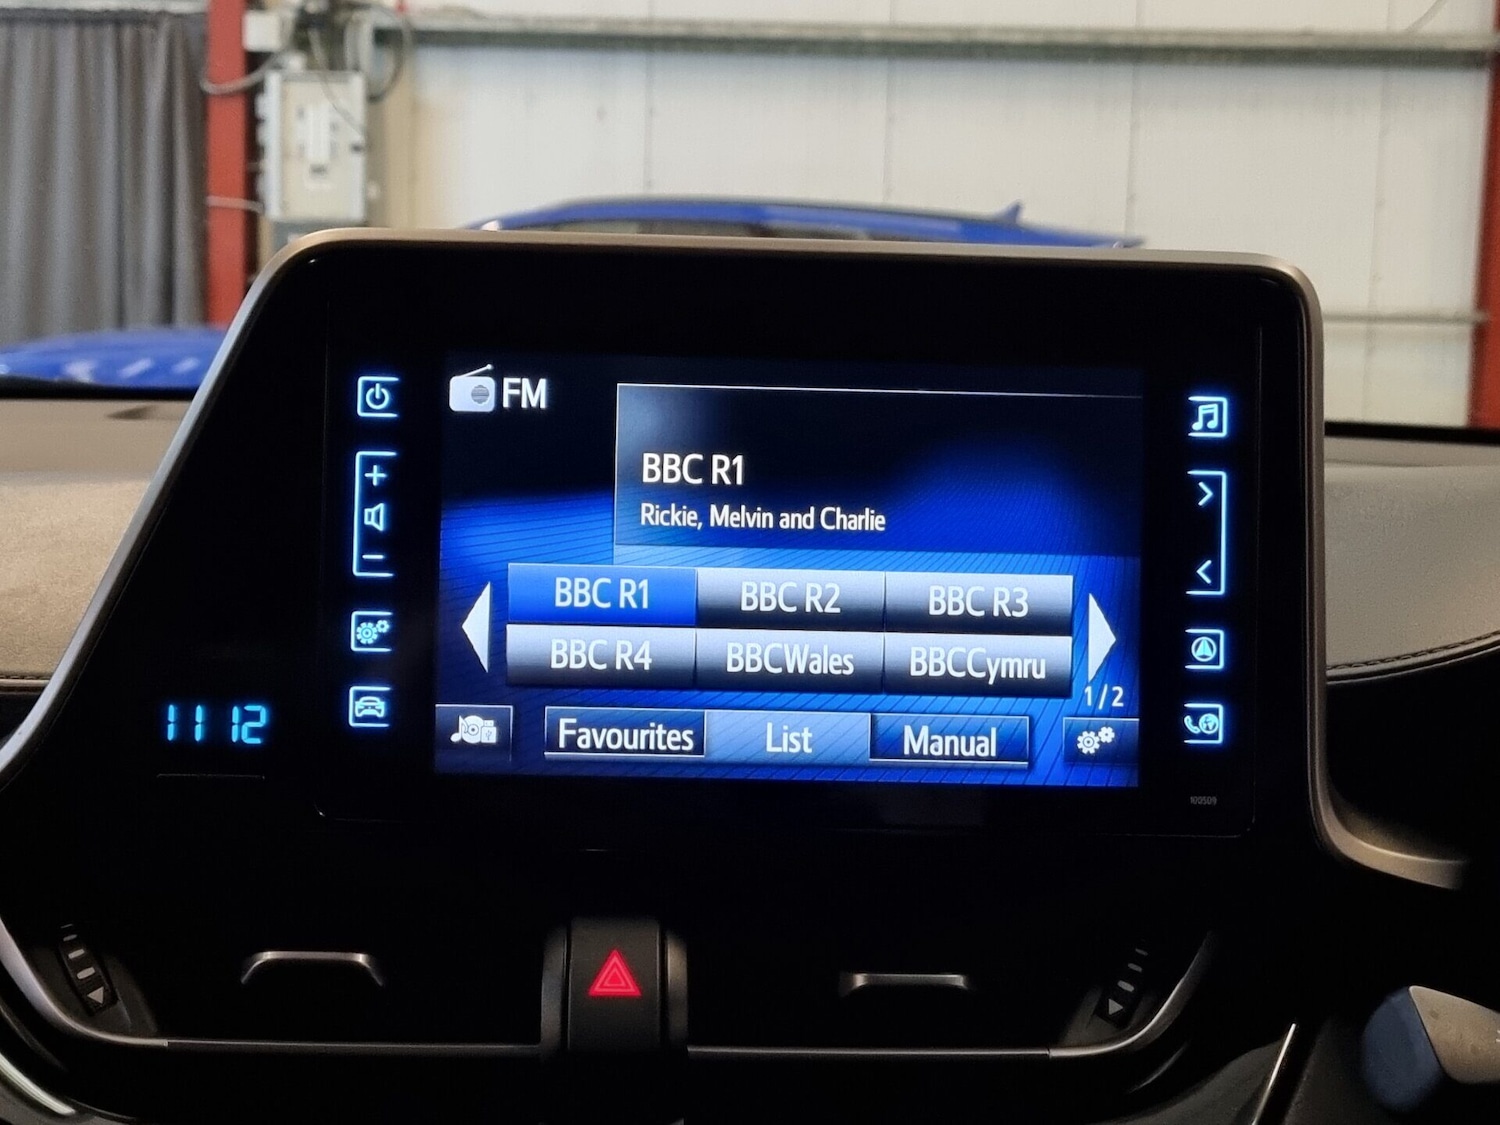 FM
BBC R1
Rickie, Melvin and Charlie
BBC R1 BBC R2 BBC R3
BBC R4 BBCWales BBCCymru
1/2
Favourites List Manual
11 12
100509